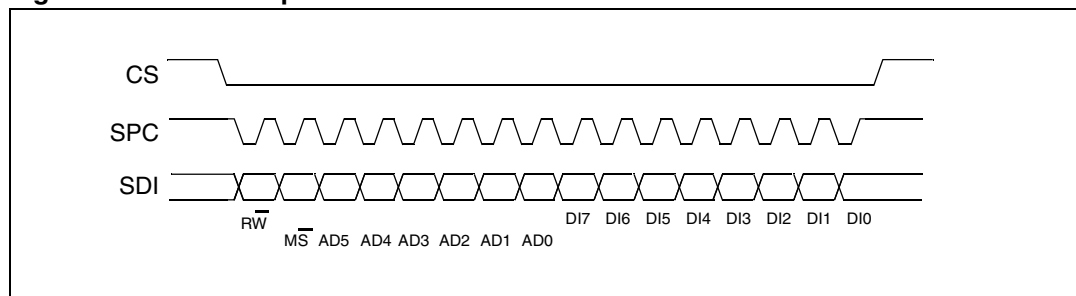 CS
SPC
SDI
RW̅ DI7 DI6 DI5 DI4 DI3 DI2 DI1 DI0
MS̅ AD5 AD4 AD3 AD2 AD1 AD0